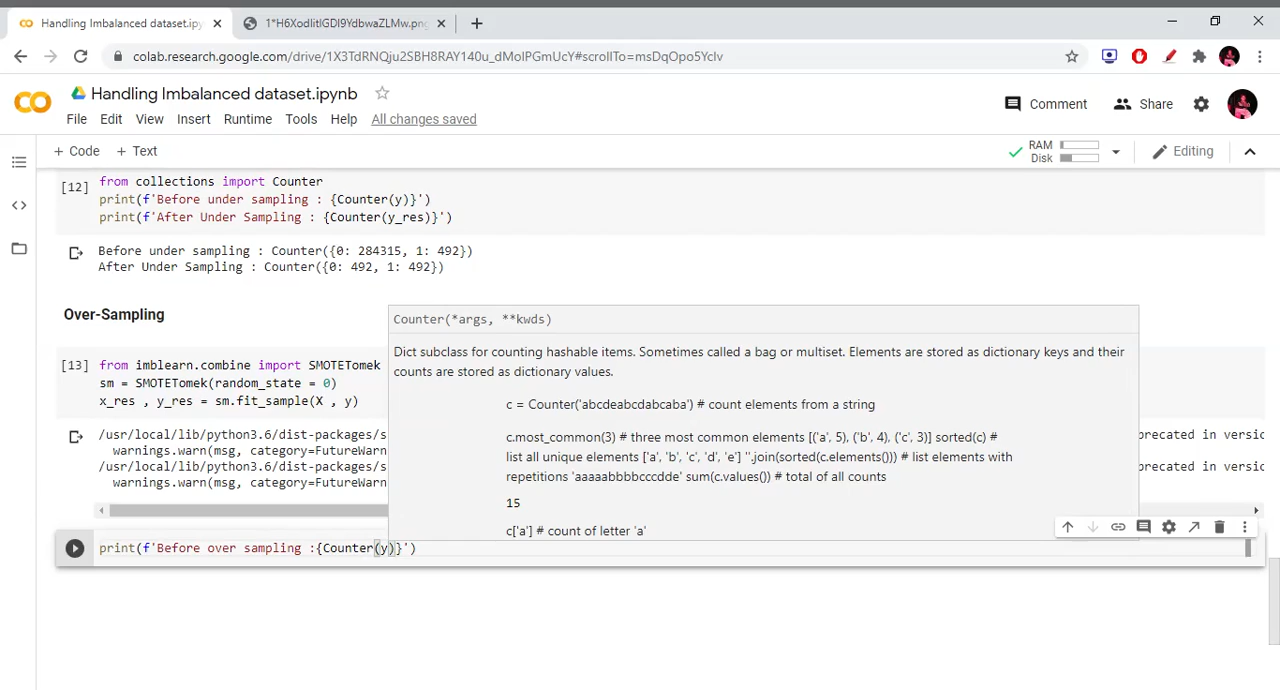 Handling Imbalanced dataset.ipy
1*H6XodIitlGDI9YdbwaZLMw.png
colab.research.google.com/drive/1X3TdRNQju2SBH8RAY140u_dMoIPGmUcY#scrollTo=msDqOpo5YcIv
CO
Handling Imbalanced dataset.ipynb
Comment
Share
File Edit View Insert Runtime Tools Help All changes saved
+ Code + Text
RAM
Disk
Editing
[12]
from collections import Counter
print(f'Before under sampling : {Counter(y)}')
print(f'After Under Sampling : {Counter(y_res)}')
Before under sampling : Counter({0: 284315, 1: 492})
After Under Sampling : Counter({0: 492, 1: 492})
Over-Sampling
Counter(*args, **kwds)
Dict subclass for counting hashable items. Sometimes called a bag or multiset. Elements are stored as dictionary keys and their
counts are stored as dictionary values.
c = Counter('abcdeabcdabcaba') # count elements from a string
c.most_common(3) # three most common elements [('a', 5), ('b', 4), ('c', 3)] sorted(c) #
list all unique elements ['a', 'b', 'c', 'd', 'e'] ''.join(sorted(c.elements())) # list elements with
repetitions 'aaaaabbbbcccdde' sum(c.values()) # total of all counts
15
c['a'] # count of letter 'a'
[13]
from imblearn.combine import SMOTETomek
sm = SMOTETomek(random_state = 0)
x_res , y_res = sm.fit_sample(X , y)
/usr/local/lib/python3.6/dist-packages/s
precated in versio
warnings.warn(msg, category=FutureWarn
/usr/local/lib/python3.6/dist-packages/s
precated in versio
warnings.warn(msg, category=FutureWarn
print(f'Before over sampling :{Counter(y)}')